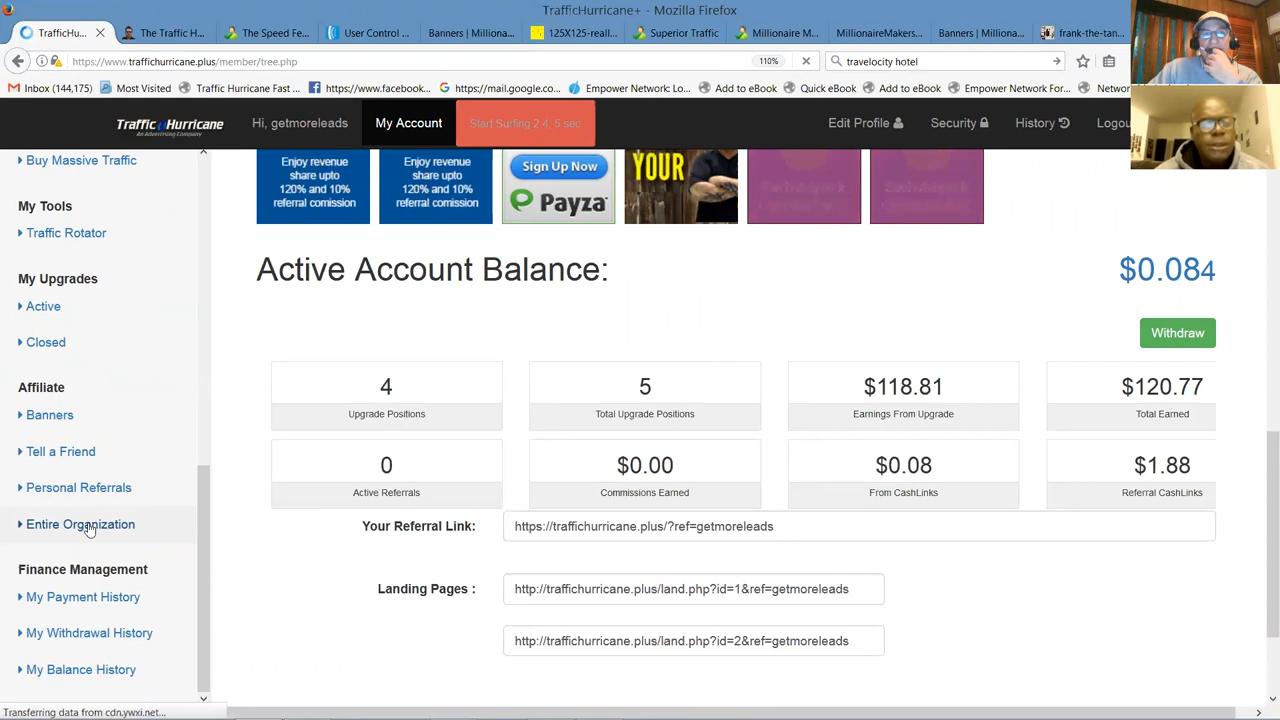 TrafficHurricane+ - Mozilla Firefox
TrafficHu...
The Traffic H...
The Speed Fe...
User Control ...
Banners | Milliona...
125X125-reall...
Superior Traffic
Millionaire M...
MillionaireMakers...
Banners | Milliona...
frank-the-tan...
https://www.traffichurricane.plus/member/tree.php
110%
travelocity hotel
Inbox (144,175)
Most Visited
Traffic Hurricane Fast ...
https://www.facebook...
https://mail.google.co...
Empower Network: Lo...
Add to eBook
Quick eBook
Add to eBook
Empower Network For...
Log
Traffic Hurricane
An Advertising Company
Hi, getmoreleads
My Account
Start Surfing 2.4, 5 sec
Edit Profile
Security
History
Logou
Buy Massive Traffic
My Tools
Traffic Rotator
My Upgrades
Active
Closed
Affiliate
Banners
Tell a Friend
Personal Referrals
Entire Organization
Finance Management
My Payment History
My Withdrawal History
My Balance History
Enjoy revenue
share upto
120% and 10%
referral comission
Enjoy revenue
share upto
120% and 10%
referral comission
Sign Up Now
Payza
YOUR
Active Account Balance:
$0.084
Withdraw
4
Upgrade Positions
5
Total Upgrade Positions
$118.81
Earnings From Upgrade
$120.77
Total Earned
0
Active Referrals
$0.00
Commissions Earned
$0.08
From CashLinks
$1.88
Referral CashLinks
Your Referral Link:
https://traffichurricane.plus/?ref=getmoreleads
Landing Pages :
http://traffichurricane.plus/land.php?id=1&ref=getmoreleads
http://traffichurricane.plus/land.php?id=2&ref=getmoreleads
Transferring data from cdn.ywxi.net...